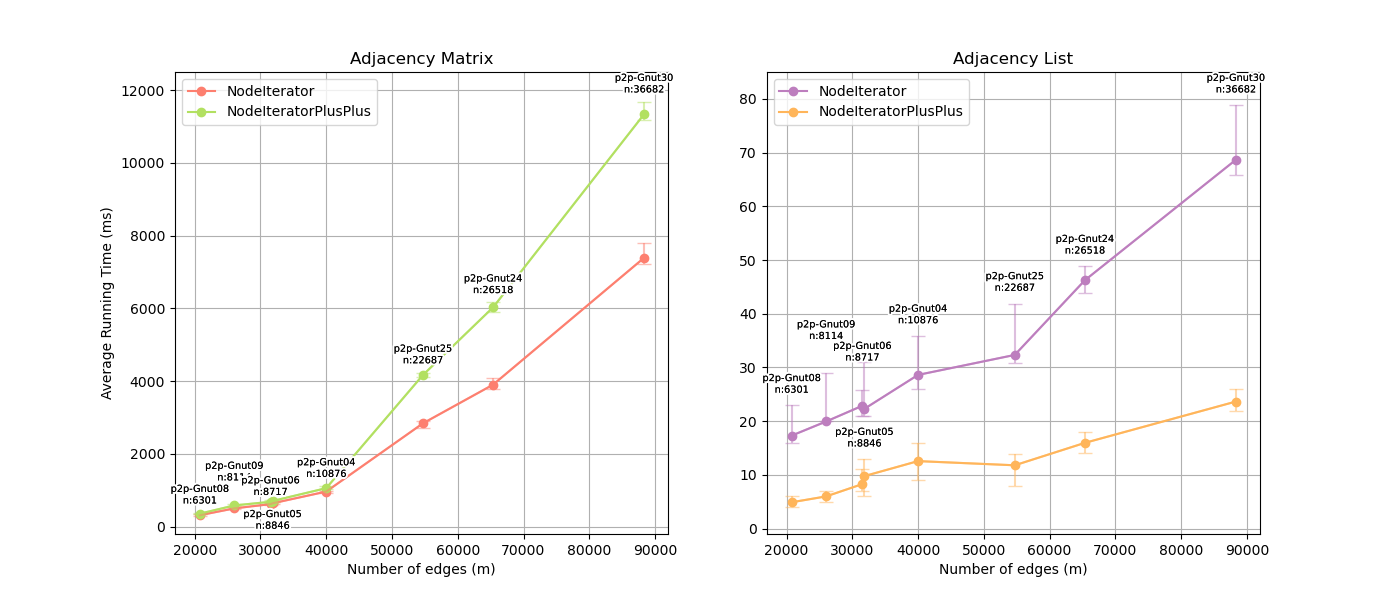 Adjacency Matrix
NodeIterator
NodeIteratorPlusPlus
Average Running Time (ms)
12000
10000
8000
6000
4000
2000
0
p2p-Gnut30
n:36682
p2p-Gnut24
n:26518
p2p-Gnut25
n:22687
p2p-Gnut04
n:10876
p2p-Gnut09
p2p-Gnut06
n:8717
p2p-Gnut08
n:6301
p2p-Gnut05
n:8846
20000 30000 40000 50000 60000 70000 80000 90000
Number of edges (m)
Adjacency List
NodeIterator
NodeIteratorPlusPlus
80
70
60
50
40
30
20
10
0
p2p-Gnut30
n:36682
p2p-Gnut24
n:26518
p2p-Gnut25
n:22687
p2p-Gnut04
n:10876
p2p-Gnut09
n:8114
p2p-Gnut06
n:8717
p2p-Gnut08
n:6301
p2p-Gnut05
n:8846
20000 30000 40000 50000 60000 70000 80000 90000
Number of edges (m)